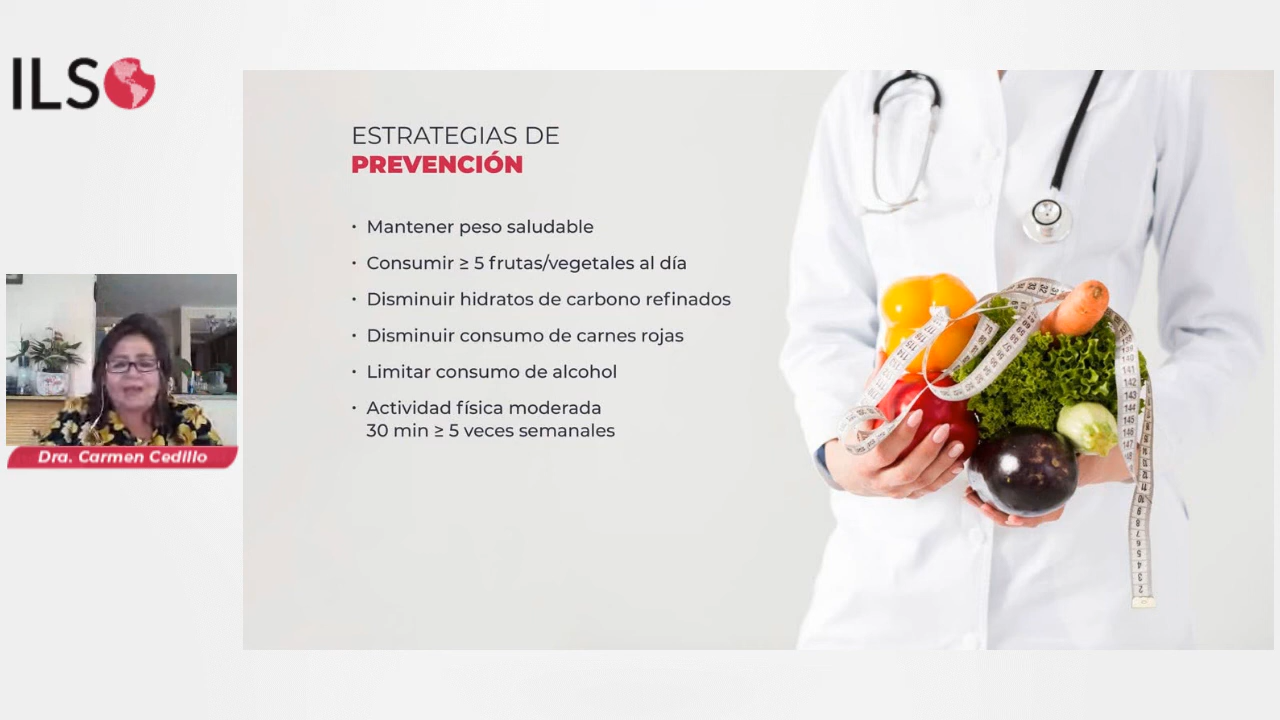 ILS
ESTRATEGIAS DE
PREVENCIÓN
• Mantener peso saludable
• Consumir ≥ 5 frutas/vegetales al día
• Disminuir hidratos de carbono refinados
• Disminuir consumo de carnes rojas
• Limitar consumo de alcohol
• Actividad física moderada
30 min ≥ 5 veces semanales
Dra. Carmen Cedillo